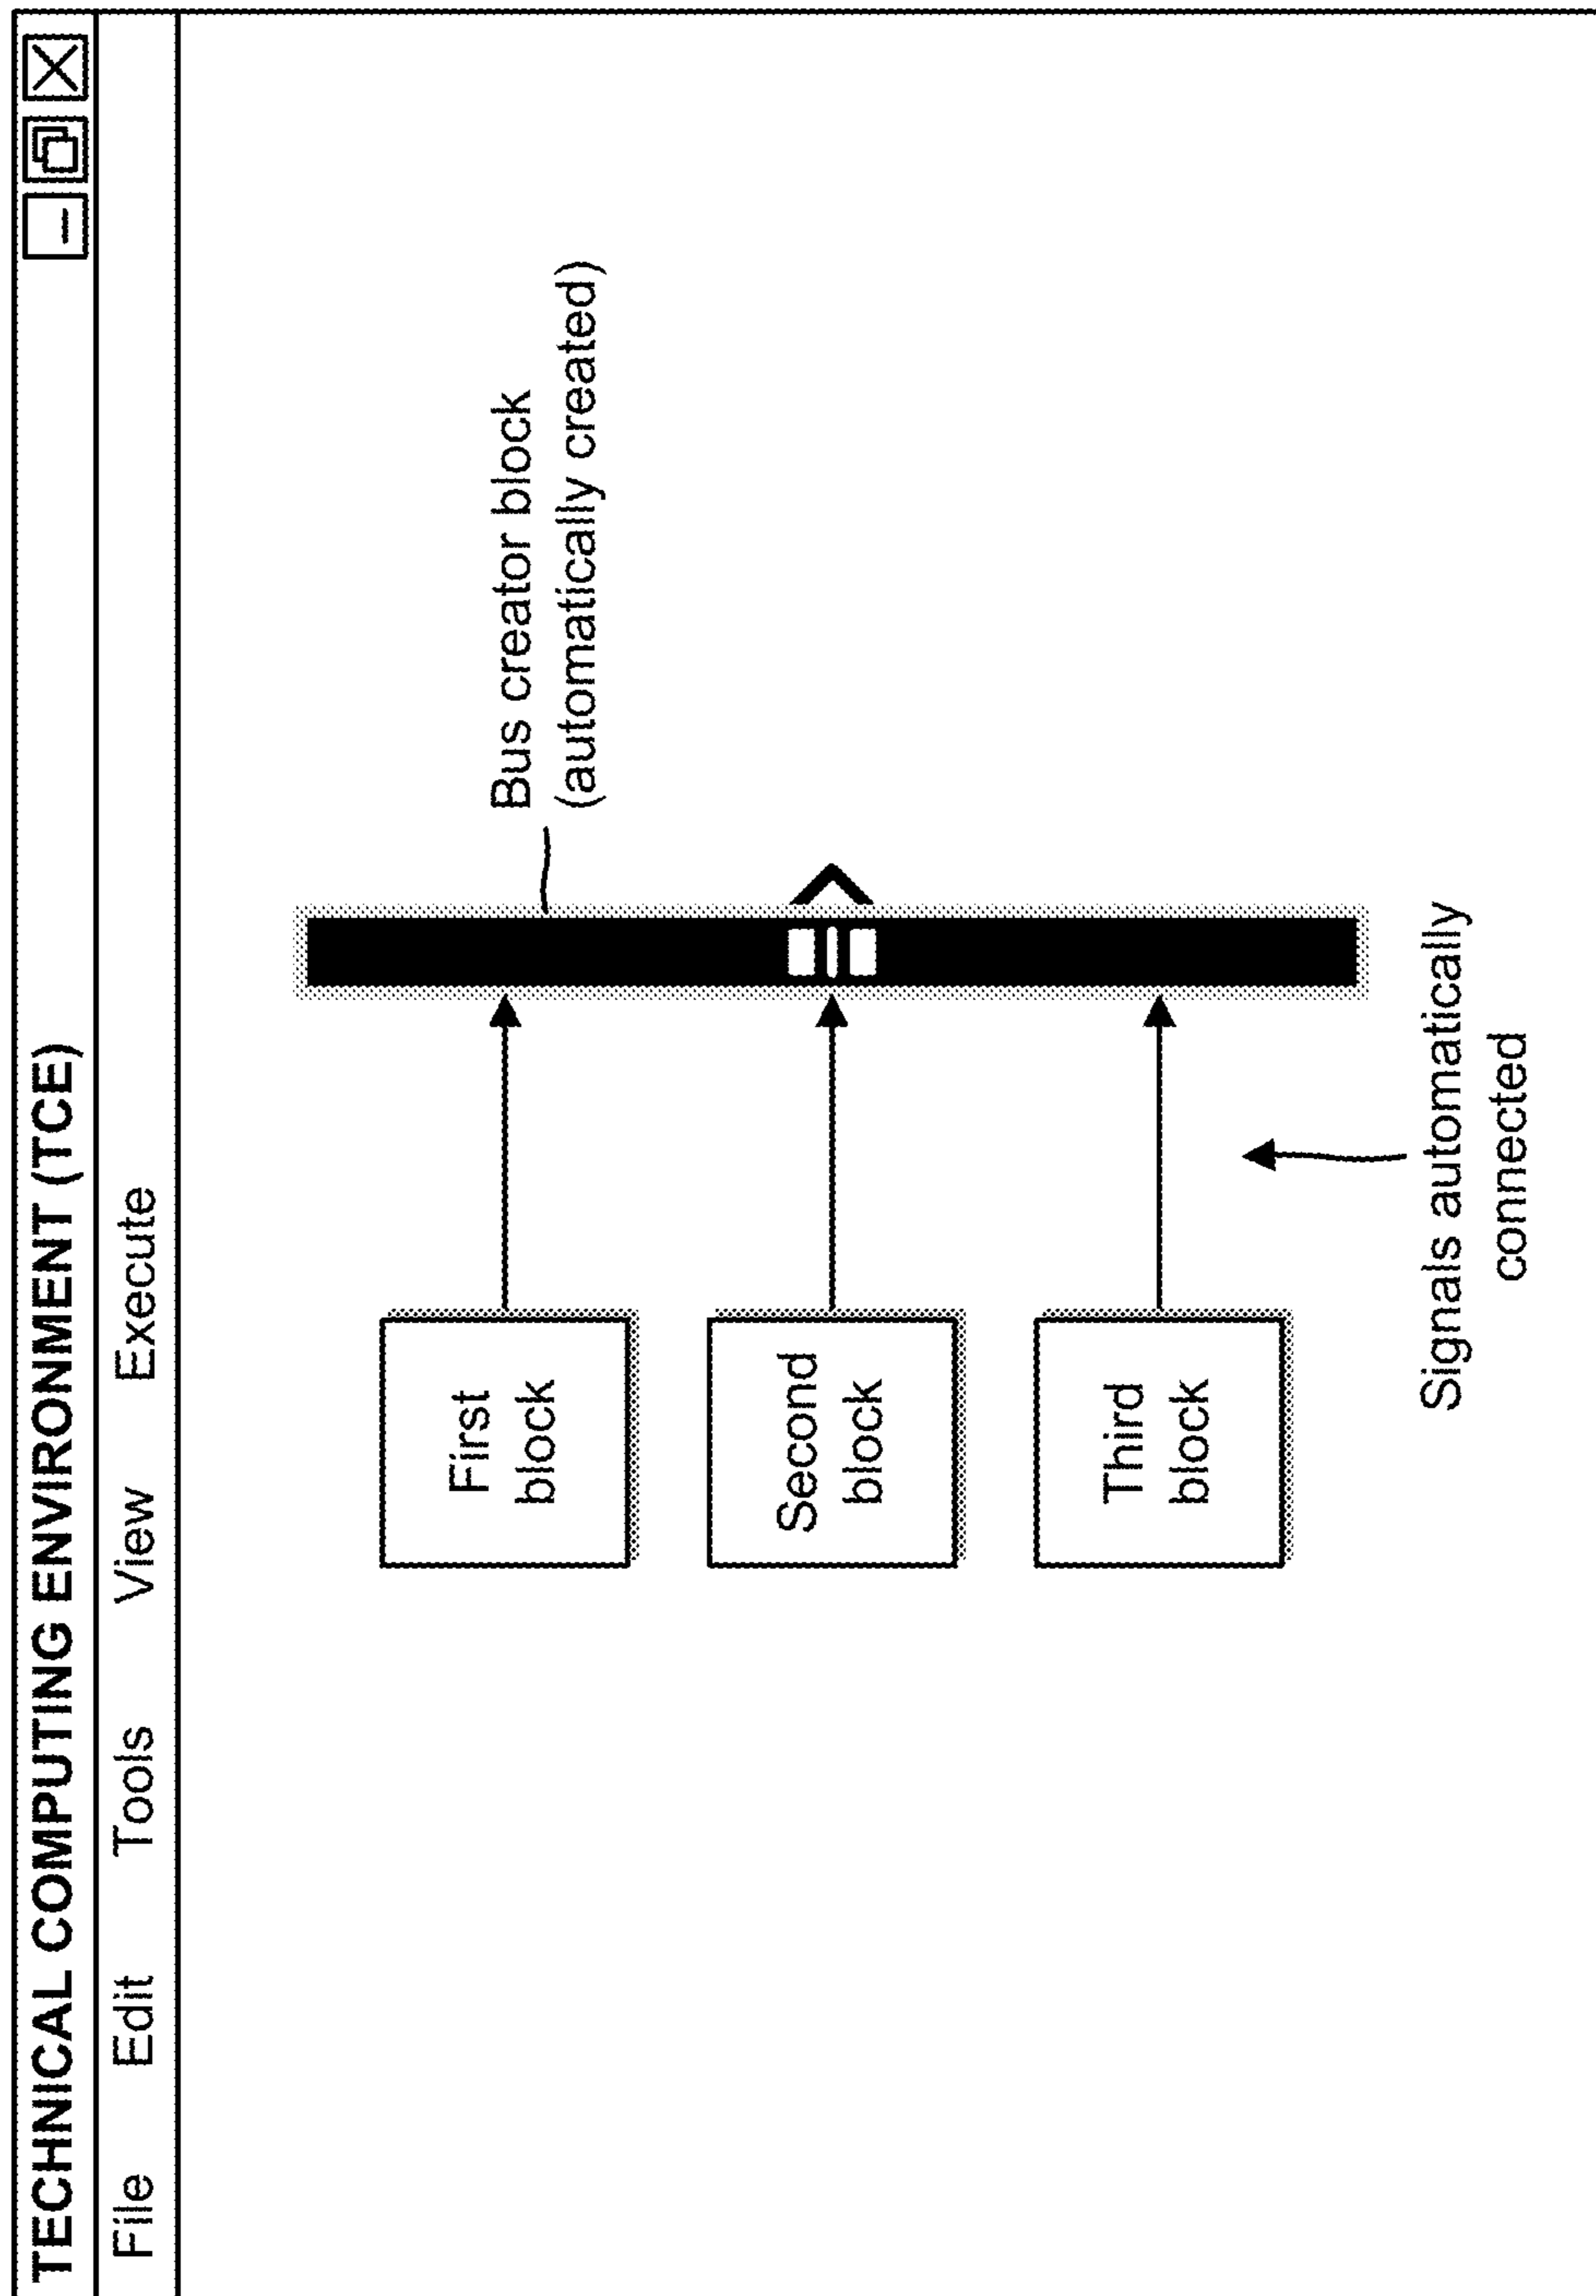 TECHNICAL COMPUTING ENVIRONMENT (TCE)
File Edit Tools View Execute
Bus creator block
(automatically created)
First
block
Second
block
Third
block
Signals automatically
connected